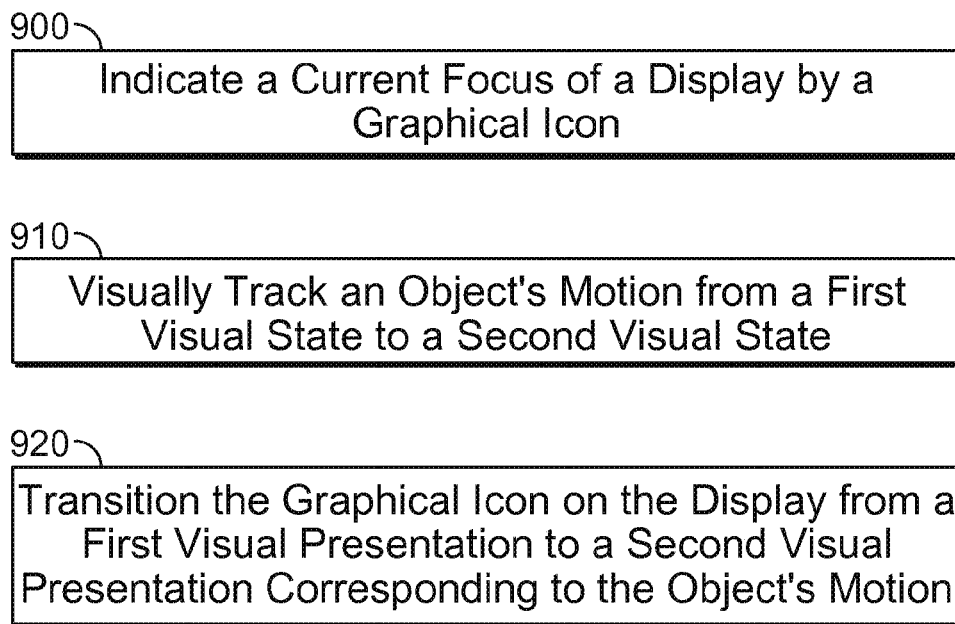 900
Indicate a Current Focus of a Display by a
Graphical Icon
910
Visually Track an Object's Motion from a First
Visual State to a Second Visual State
920
Transition the Graphical Icon on the Display from a
First Visual Presentation to a Second Visual
Presentation Corresponding to the Object's Motion